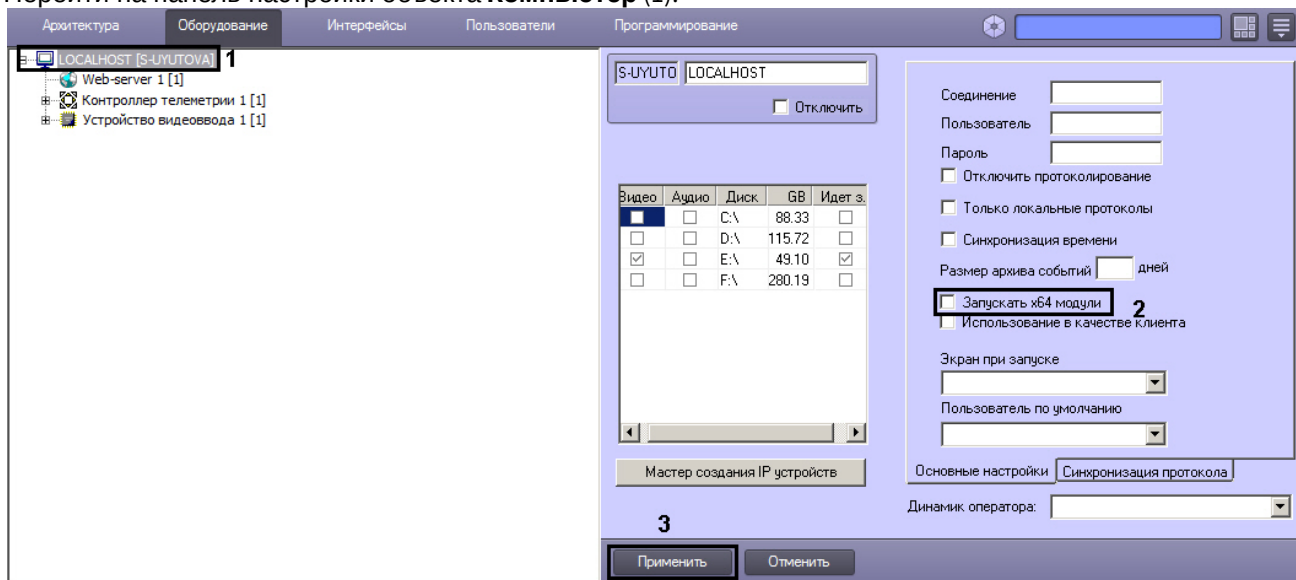 Перейти на панель настройки объекта Компьютер (1).
Архитектура Оборудование Интерфейсы Пользователи Программирование
LOCALHOST [S-UYUTOVA] 1
Web-server 1 [1]
Контроллер телеметрии 1 [1]
Устройство видеоввода 1 [1]
S-UYUTO LOCALHOST
Отключить
Видео Аудио Диск GB Идет з.
C:\ 88.33
D:\ 115.72
E:\ 49.10
F:\ 280.19
Мастер создания IP устройств
Соединение
Пользователь
Пароль
Отключить протоколирование
Только локальные протоколы
Синхронизация времени
Размер архива событий дней
Запускать x64 модули 2
Использование в качестве клиента
Экран при запуске
Пользователь по умолчанию
Основные настройки Синхронизация протокола
Динамик оператора:
3
Применить Отменить